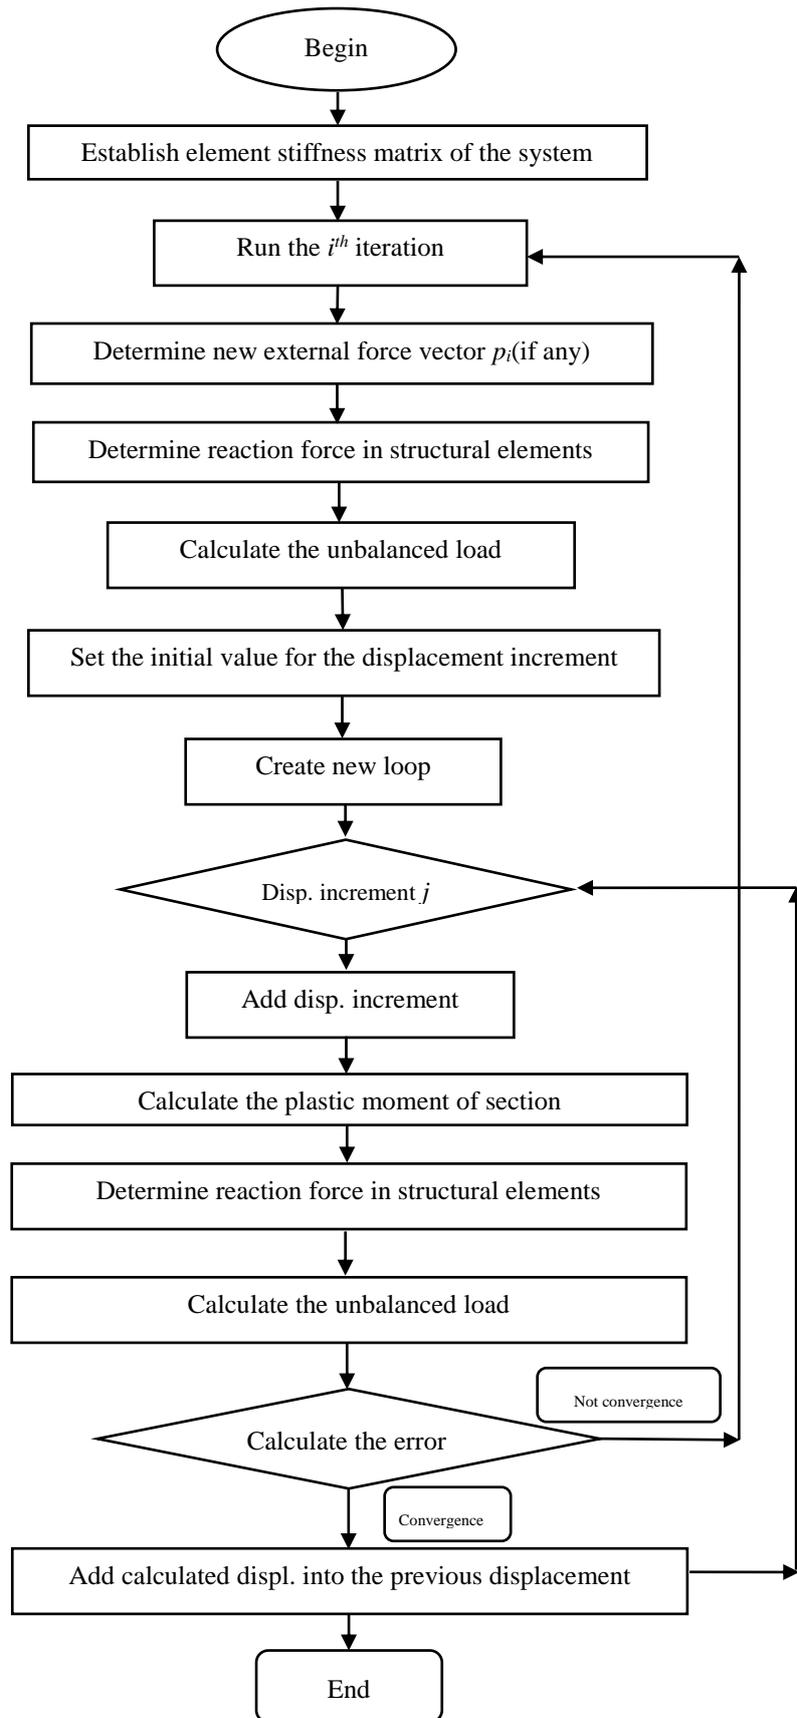 Begin
Establish element stiffness matrix of the system
Run the ith iteration
Determine new external force vector pi(if any)
Determine reaction force in structural elements
Calculate the unbalanced load
Set the initial value for the displacement increment
Create new loop
Disp. increment j
Add disp. increment
Calculate the plastic moment of section
Determine reaction force in structural elements
Calculate the unbalanced load
Not convergence
Calculate the error
Convergence
Add calculated displ. into the previous displacement
End